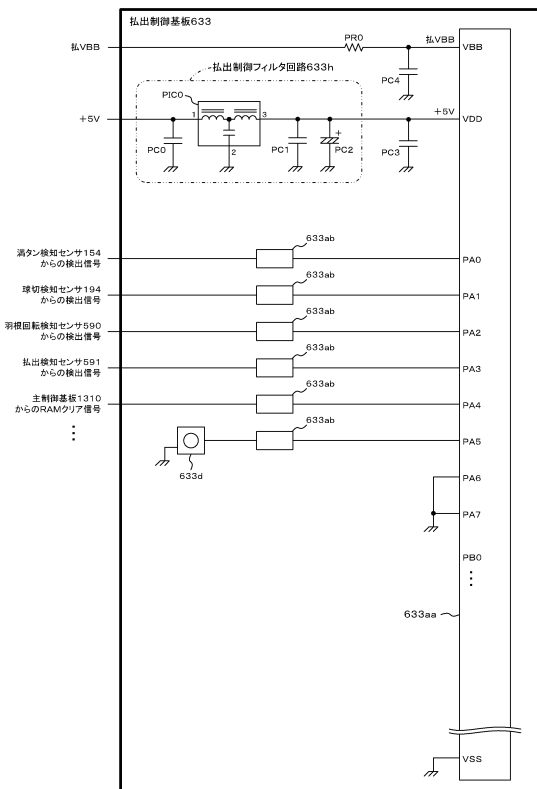 払出制御基板633
払VBB
PR0
払VBB
VBB
PC4
払出制御フィルタ回路633h
PIC0
+5V
1
3
2
PC0
PC1
+
PC2
+5V
VDD
PC3
満タン検知センサ154
からの検出信号
633ab
PA0
球切検知センサ194
からの検出信号
633ab
PA1
羽根回転検知センサ590
からの検出信号
633ab
PA2
払出検知センサ591
からの検出信号
633ab
PA3
主制御基板1310
からのRAMクリア信号
633ab
PA4
633ab
PA5
633d
PA6
PA7
PB0
633aa
VSS